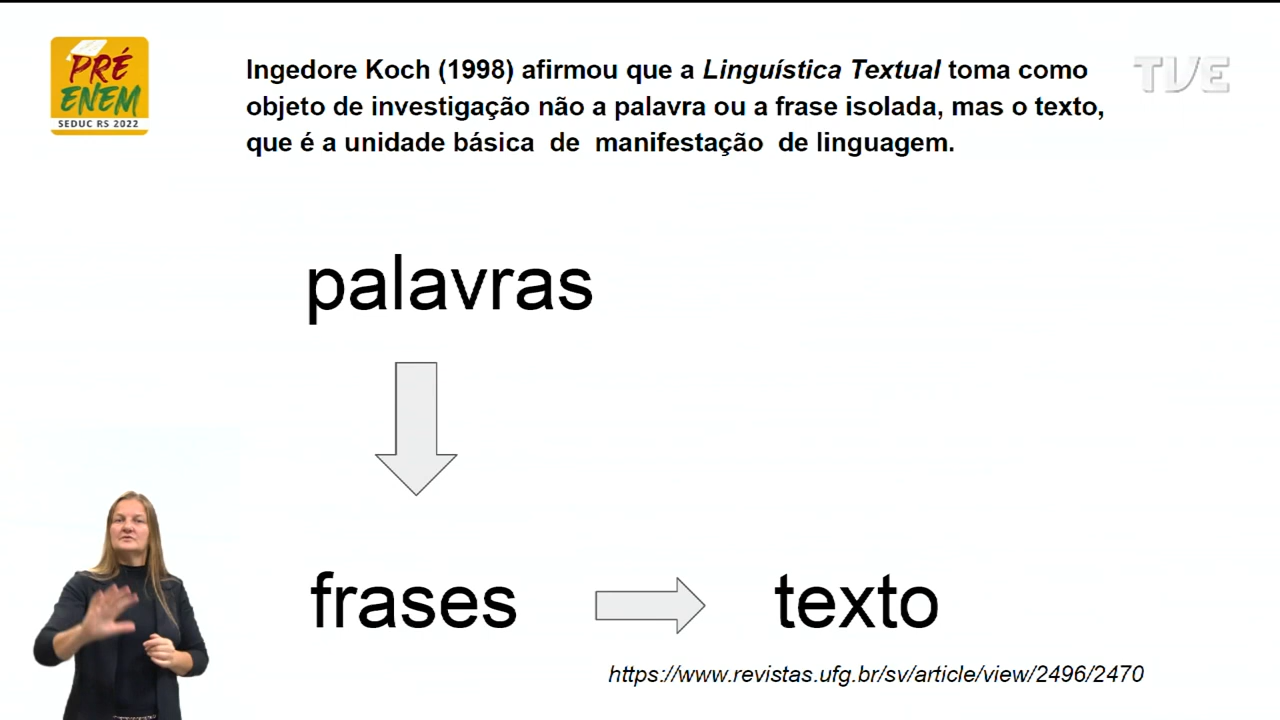 PRÉ
ENEM
SEDUC RS 2022
TVE
Ingedore Koch (1998) afirmou que a Linguística Textual toma como
objeto de investigação não a palavra ou a frase isolada, mas o texto,
que é a unidade básica de manifestação de linguagem.
palavras
frases
texto
https://www.revistas.ufg.br/sv/article/view/2496/2470